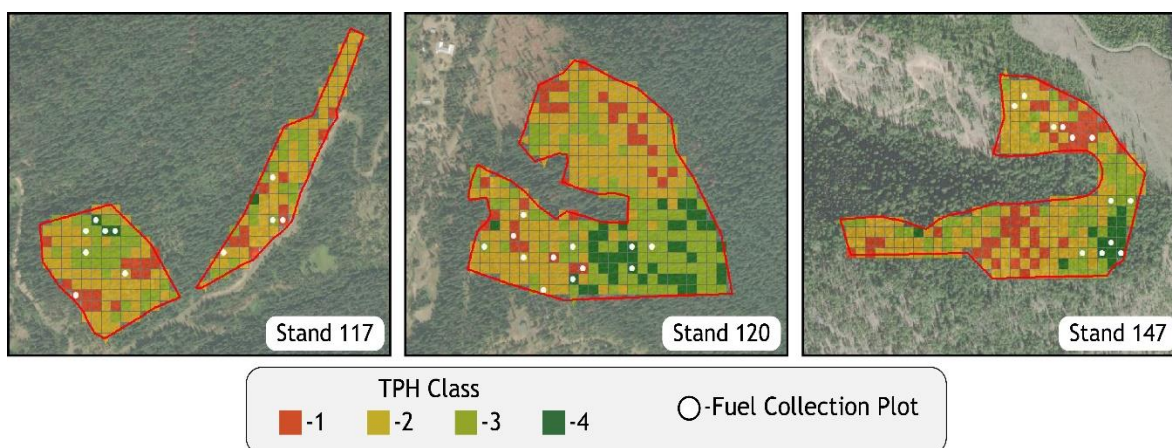 Stand 117
Stand 120
Stand 147
TPH Class
-1 -2 -3 -4
-Fuel Collection Plot